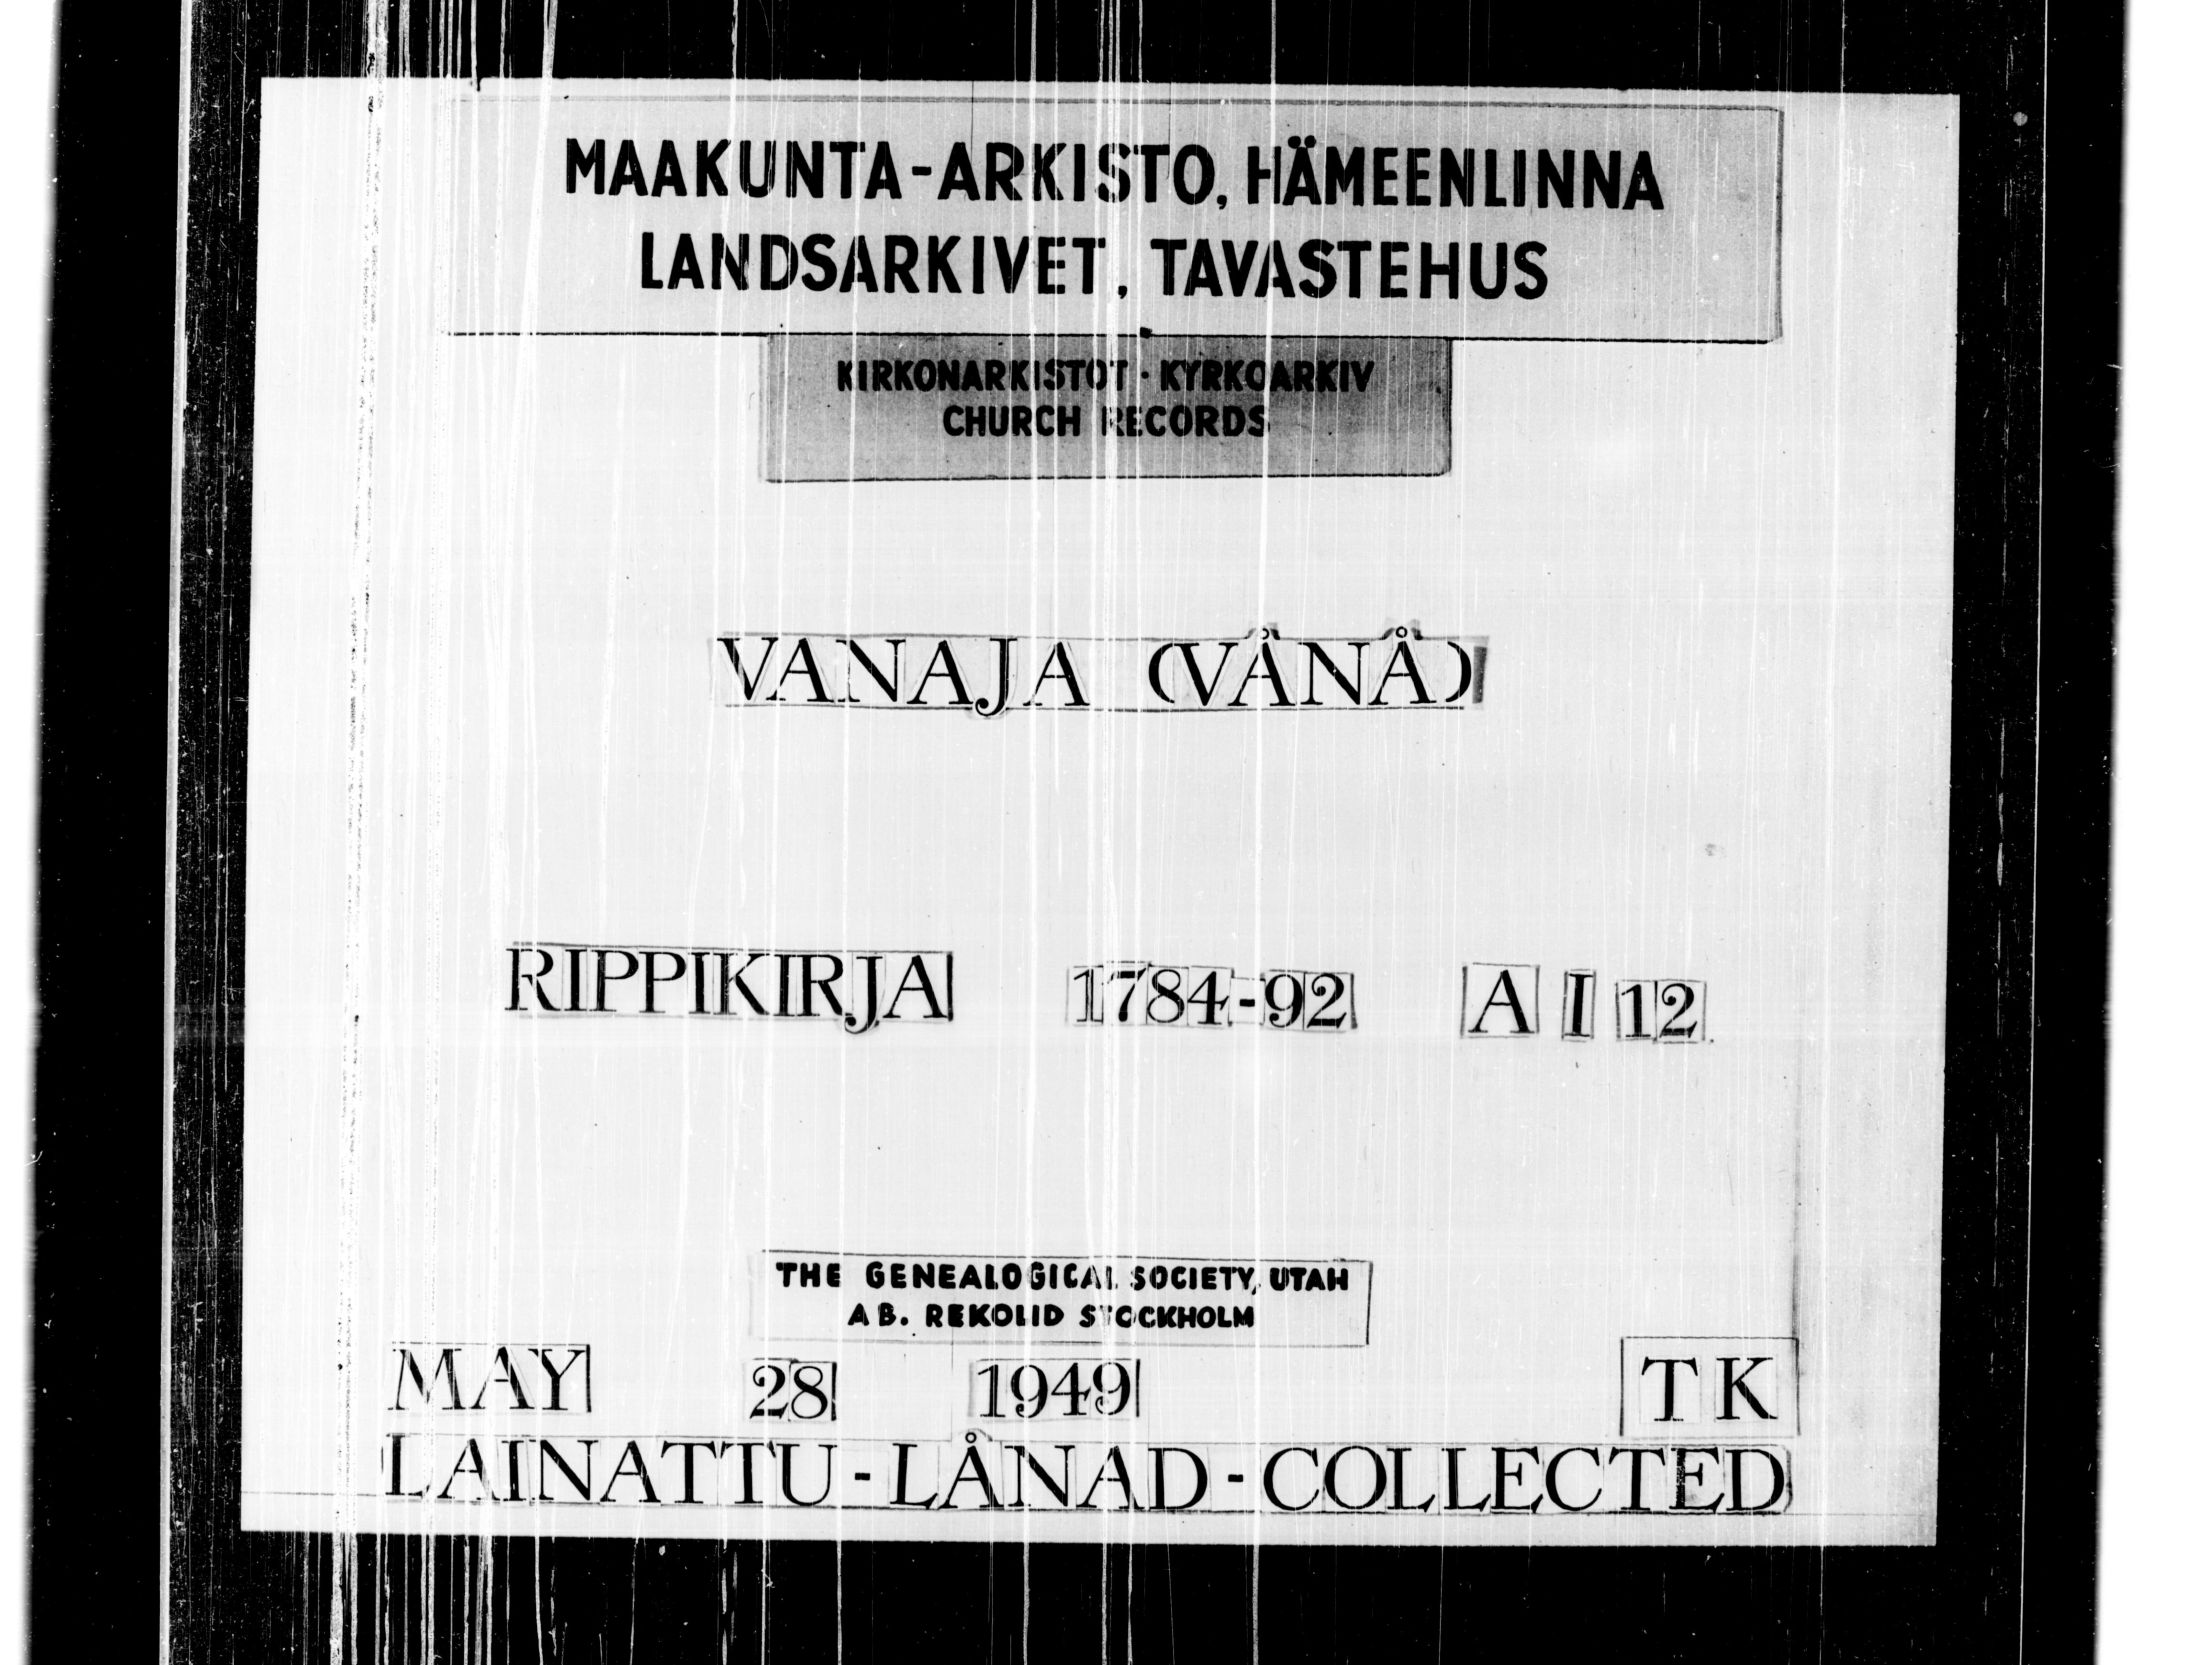 MAAKUNTA-ARKISTO, HÄMEENLINNA
LANDSARKIVET, TAVASTEHUS
KIRKONARKISTOT · KYRKOARKIV
CHURCH RECORDS
VANAJA (VÅNÅ)
RIPPIKIRJA 1784-92 A I 12
THE GENEALOGICAL SOCIETY, UTAH
AB. REKOLID STOCKHOLM
MAY 28 1949 TK
LAINATTU-LÅNAD-COLLECTED